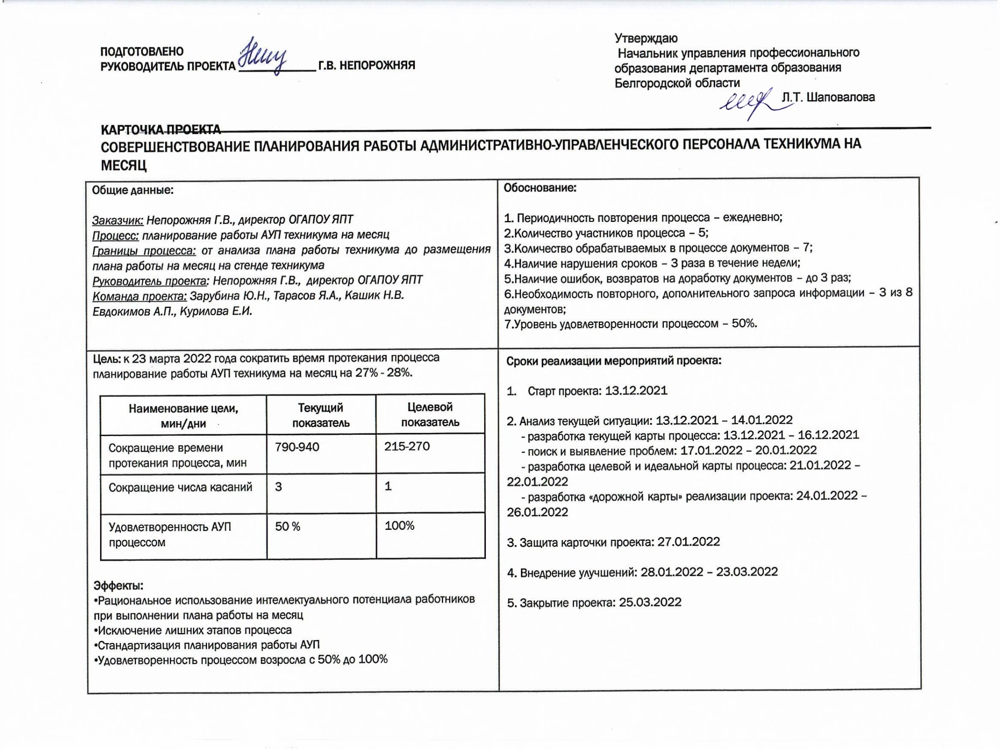 ПОДГОТОВЛЕНО
РУКОВОДИТЕЛЬ ПРОЕКТА ____________ Г.В. НЕПОРОЖНЯЯ
Утверждаю
Начальник управления профессионального
образования департамента образования
Белгородской области
Л.Т. Шаповалова
КАРТОЧКА ПРОЕКТА
СОВЕРШЕНСТВОВАНИЕ ПЛАНИРОВАНИЯ РАБОТЫ АДМИНИСТРАТИВНО-УПРАВЛЕНЧЕСКОГО ПЕРСОНАЛА ТЕХНИКУМА НА
МЕСЯЦ
Общие данные:
Заказчик: Непорожняя Г.В., директор ОГАПОУ ЯПТ
Процесс: планирование работы АУП техникума на месяц
Границы процесса: от анализа плана работы техникума до размещения
плана работы на месяц на стенде техникума
Руководитель проекта: Непорожняя Г.В., директор ОГАПОУ ЯПТ
Команда проекта: Зарубина Ю.Н., Тарасов Я.А., Кашик Н.В.
Евдокимов А.П., Курилова Е.И.
Обоснование:
1. Периодичность повторения процесса – ежедневно;
2.Количество участников процесса – 5;
3.Количество обрабатываемых в процессе документов – 7;
4.Наличие нарушения сроков – 3 раза в течение недели;
5.Наличие ошибок, возвратов на доработку документов – до 3 раз;
6.Необходимость повторного, дополнительного запроса информации – 3 из 8
документов;
7.Уровень удовлетворенности процессом – 50%.
Цель: к 23 марта 2022 года сократить время протекания процесса
планирование работы АУП техникума на месяц на 27% - 28%.
Наименование цели, Текущий Целевой
мин/дни показатель показатель
Сокращение времени 790-940 215-270
протекания процесса, мин
Сокращение числа касаний 3 1
Удовлетворенность АУП 50 % 100%
процессом
Эффекты:
•Рациональное использование интеллектуального потенциала работников
при выполнении плана работы на месяц
•Исключение лишних этапов процесса
•Стандартизация планирования работы АУП
•Удовлетворенность процессом возросла с 50% до 100%
Сроки реализации мероприятий проекта:
1. Старт проекта: 13.12.2021
2. Анализ текущей ситуации: 13.12.2021 – 14.01.2022
- разработка текущей карты процесса: 13.12.2021 – 16.12.2021
- поиск и выявление проблем: 17.01.2022 – 20.01.2022
- разработка целевой и идеальной карты процесса: 21.01.2022 –
22.01.2022
- разработка «дорожной карты» реализации проекта: 24.01.2022 –
26.01.2022
3. Защита карточки проекта: 27.01.2022
4. Внедрение улучшений: 28.01.2022 – 23.03.2022
5. Закрытие проекта: 25.03.2022